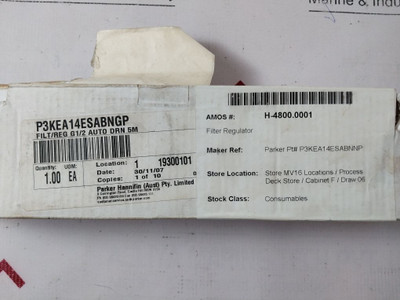 Marine & Indus
P3KEA14ESABNGP
FILT/REG G1/2 AUTO DRN 5M
Quantity: UOM:
1.00 EA
Location: 1 19300101
Date: 30/11/07
Copies: 1 of 10
Parker Hannifin (Aust) Pty. Limited
AMOS #: H-4800.0001
Filter Regulator
Maker Ref: Parker Pt# P3KEA14ESABNNP
Store Location: Store MV16 Locations / Process
Deck Store / Cabinet F / Draw 06
Stock Class: Consumables